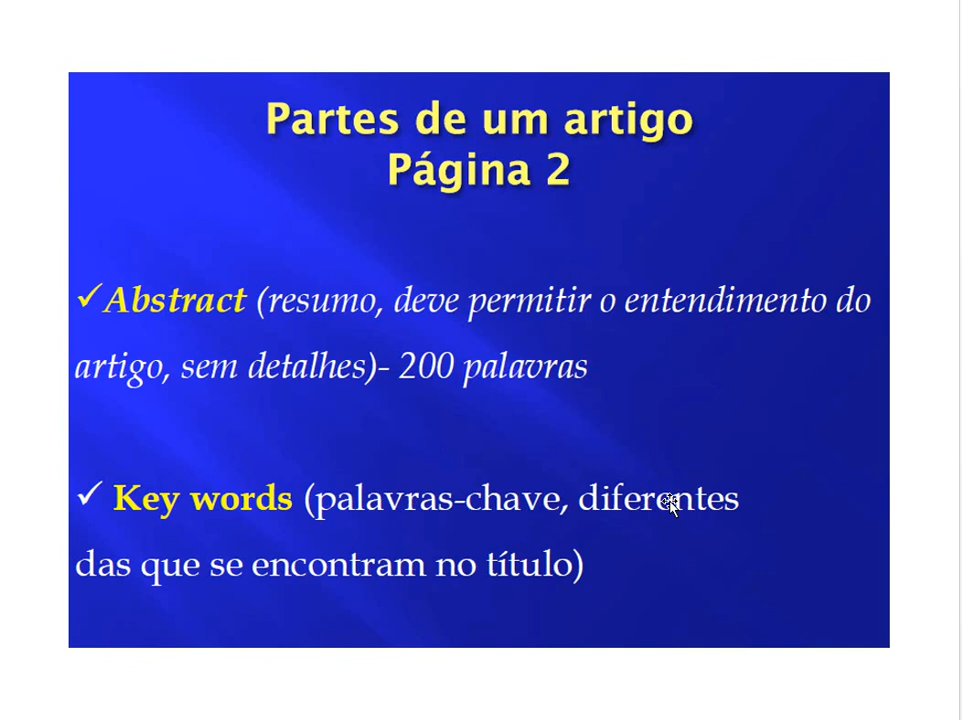 Partes de um artigo
Página 2
✓Abstract (resumo, deve permitir o entendimento do
artigo, sem detalhes)- 200 palavras
✓ Key words (palavras-chave, diferentes
das que se encontram no título)